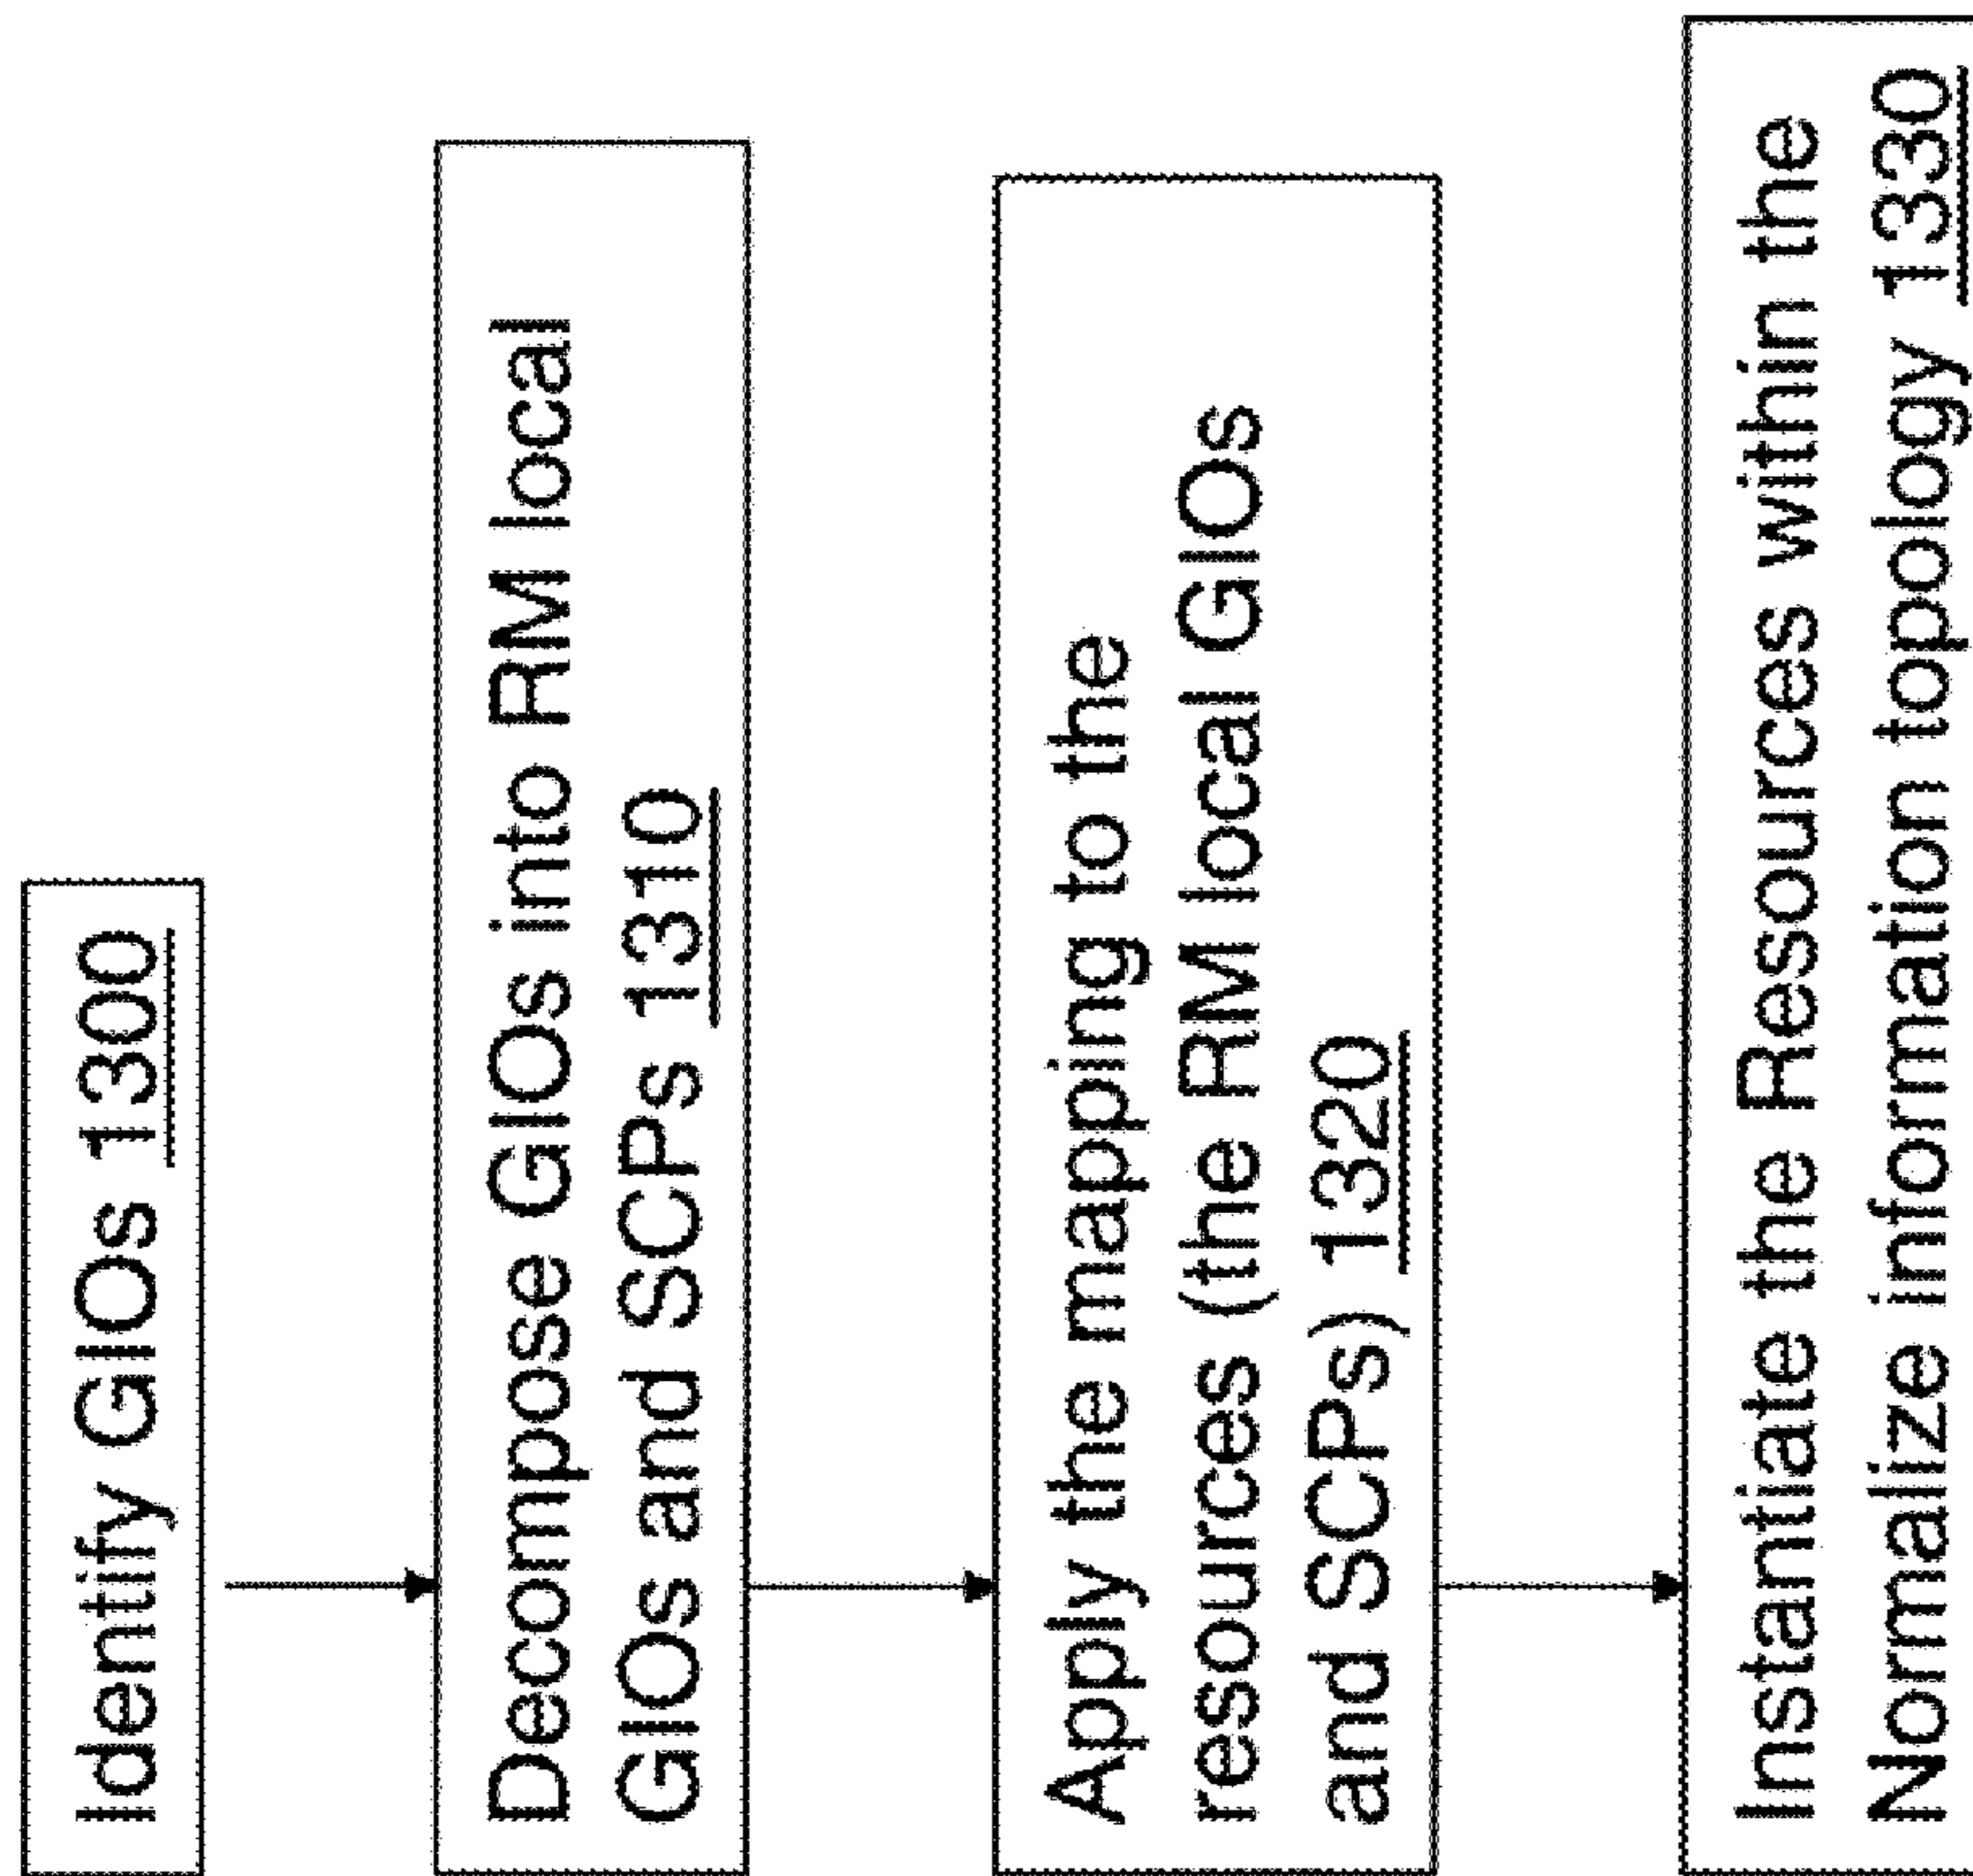 Identify GIOs 1300
Decompose GIOs into RM local
GIOs and SCPs 1310
Apply the mapping to the
resources (the RM local GIOs
and SCPs) 1320
Instantiate the Resources within the
Normalize information topology 1330